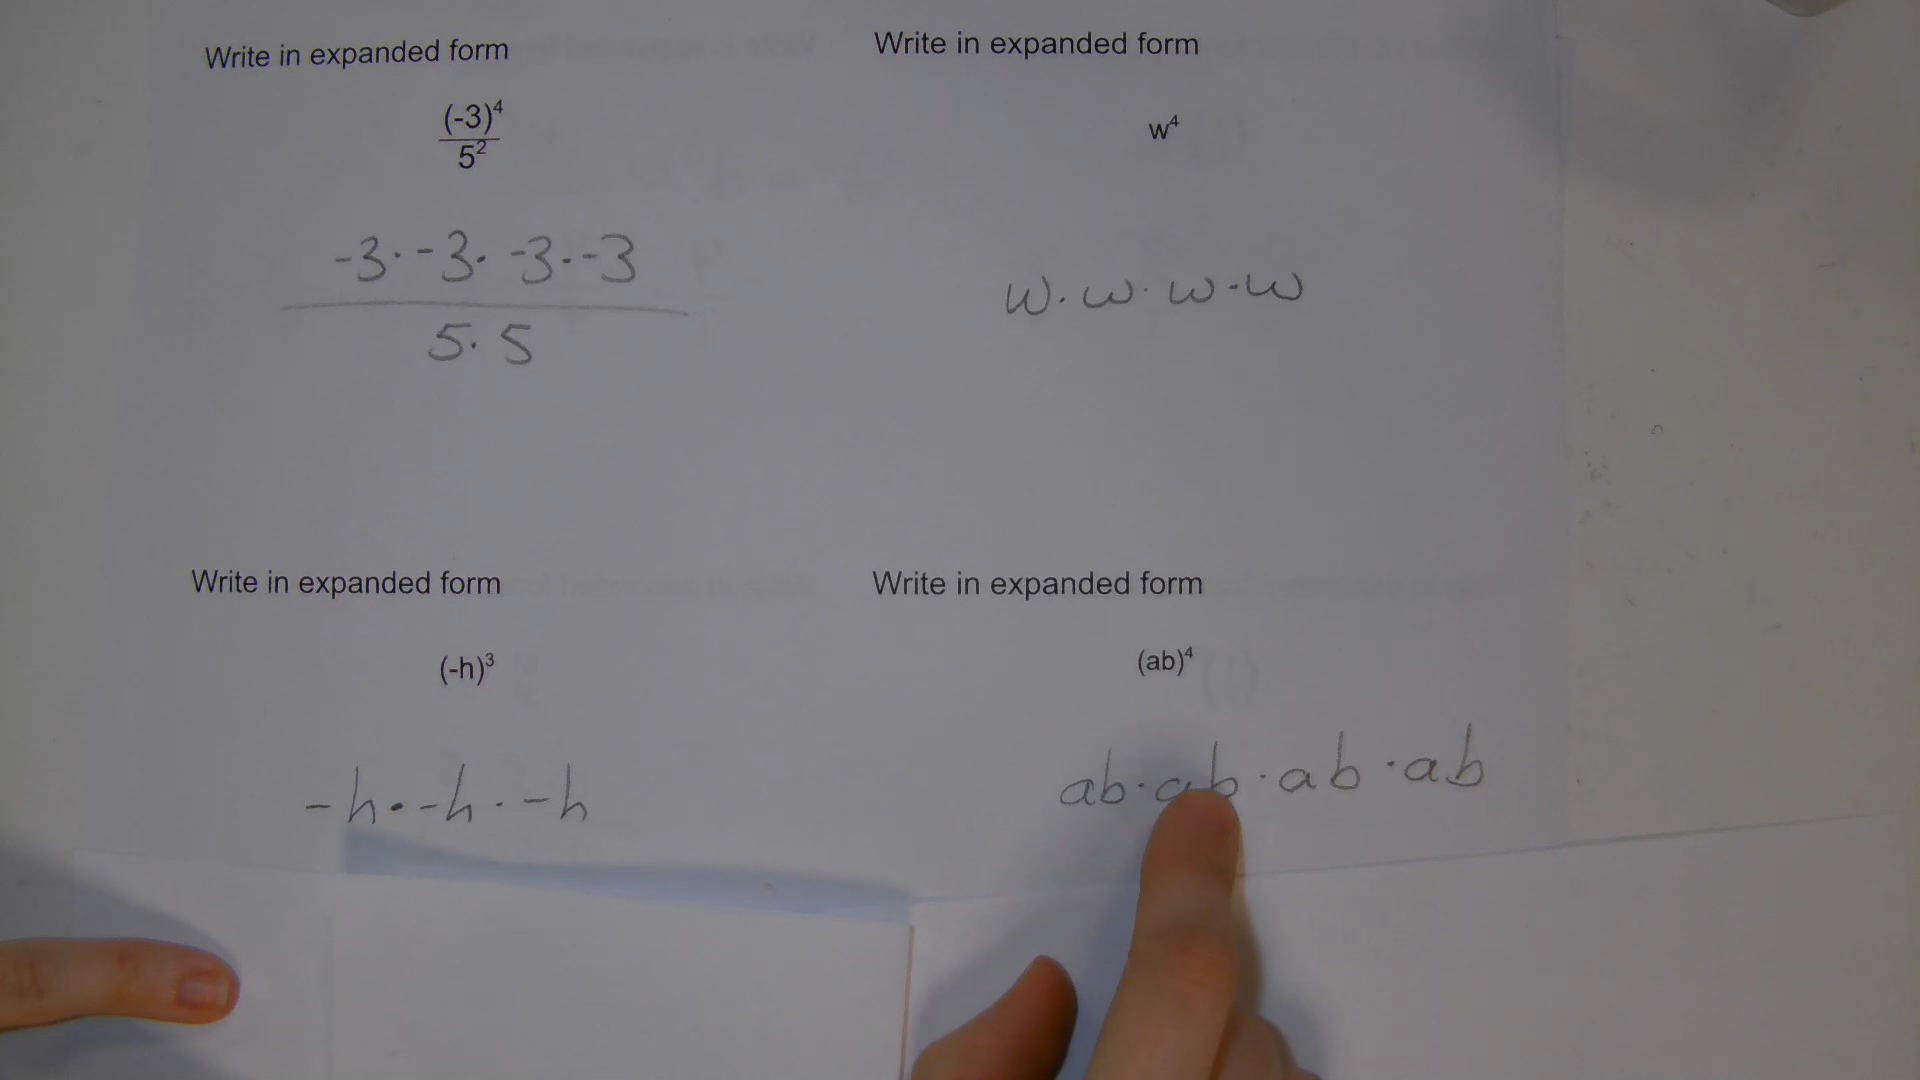 Write in expanded form
(-3)⁴
5²
-3 · -3 · -3 · -3
5 · 5
Write in expanded form
w⁴
w · w · w · w
Write in expanded form
(-h)³
-h · -h · -h
Write in expanded form
(ab)⁴
ab · ab · ab · ab